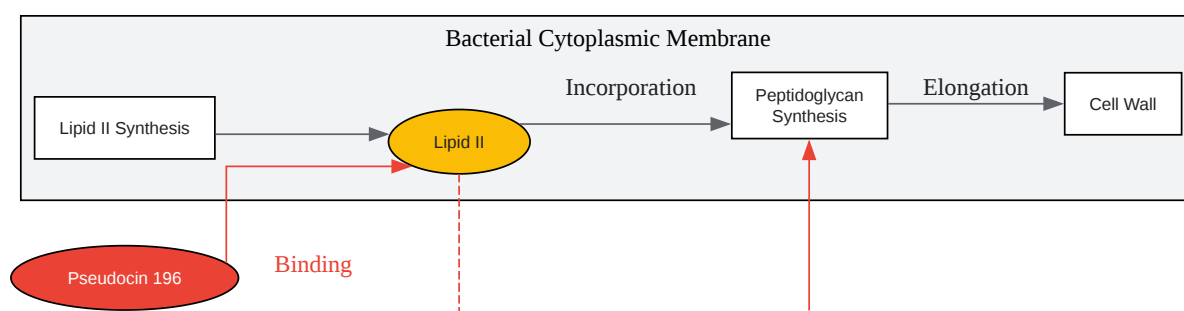 Bacterial Cytoplasmic Membrane
Lipid II Synthesis
Lipid II
Incorporation
Peptidoglycan
Synthesis
Elongation
Cell Wall
Pseudocin 196
Binding